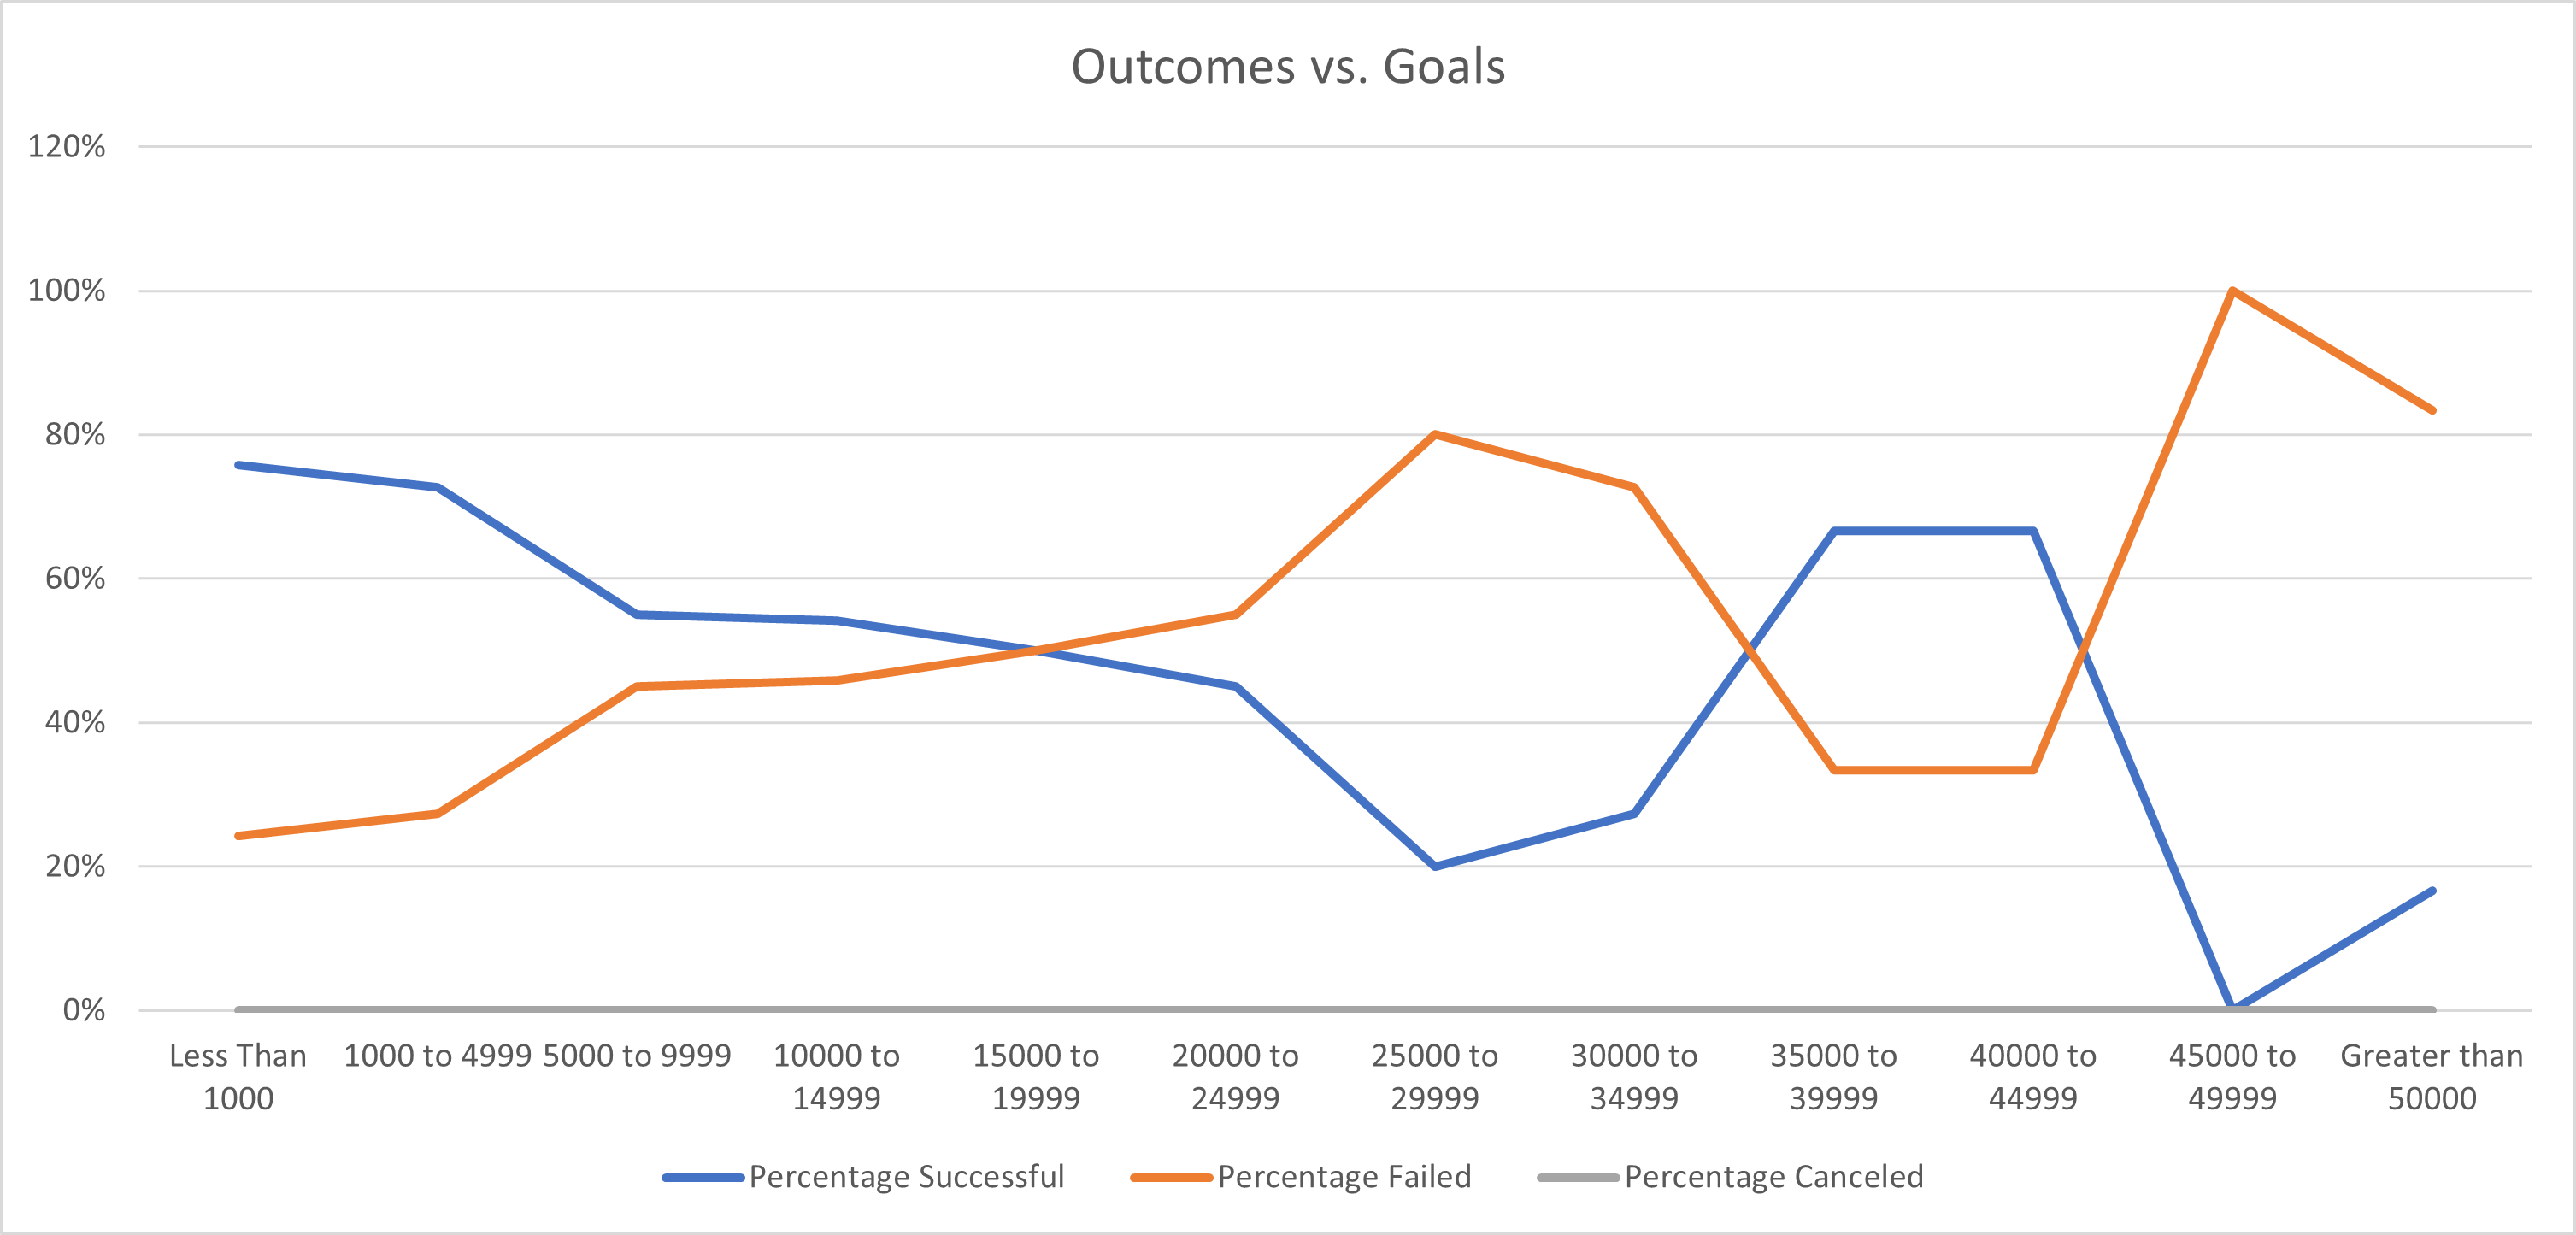 Outcomes vs. Goals
120%
100%
80%
60%
40%
20%
0%
Less Than
1000
1000 to 4999
5000 to 9999
10000 to
14999
15000 to
19999
20000 to
24999
25000 to
29999
30000 to
34999
35000 to
39999
40000 to
44999
45000 to
49999
Greater than
50000
Percentage Successful
Percentage Failed
Percentage Canceled